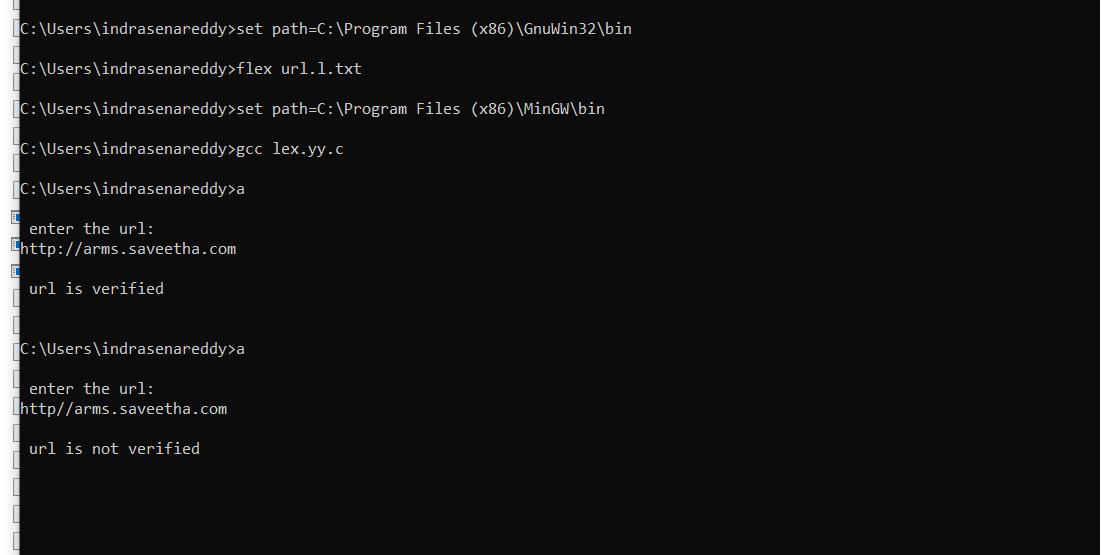 C:\Users\indrasenareddy>set path=C:\Program Files (x86)\GnuWin32\bin
C:\Users\indrasenareddy>flex url.l.txt
C:\Users\indrasenareddy>set path=C:\Program Files (x86)\MinGW\bin
C:\Users\indrasenareddy>gcc lex.yy.c
C:\Users\indrasenareddy>a
enter the url:
http://arms.saveetha.com
url is verified
C:\Users\indrasenareddy>a
enter the url:
http//arms.saveetha.com
url is not verified